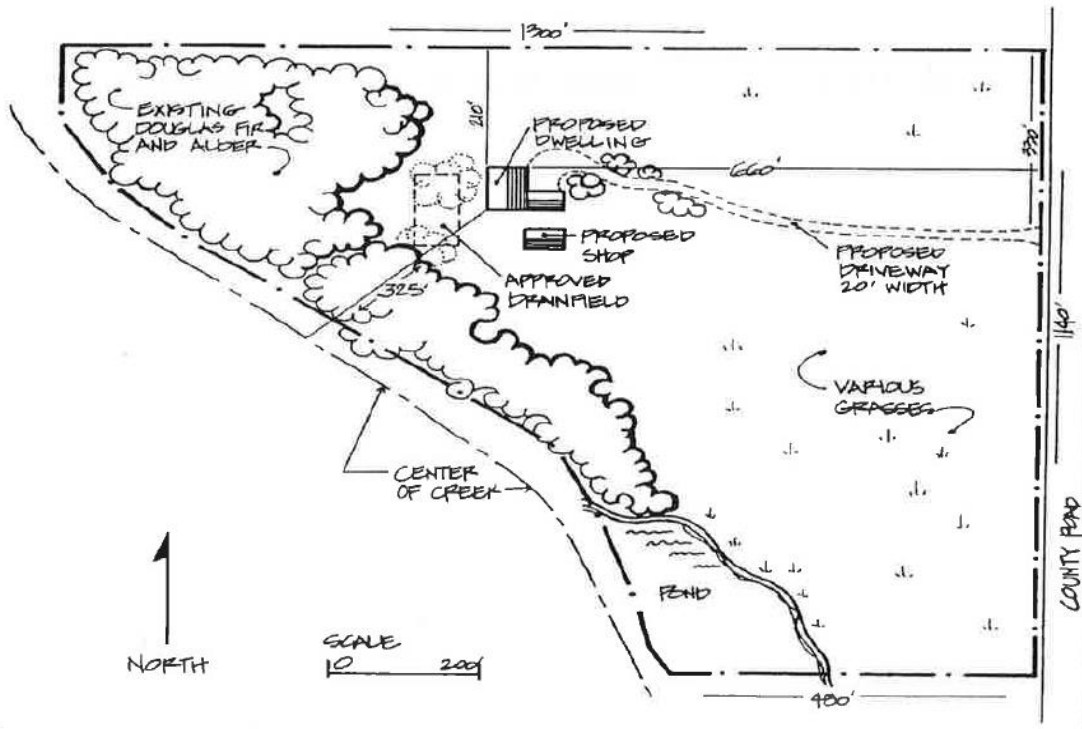 1300'
EXISTING
DOUGLAS FIR
AND ALDER
210'
PROPOSED
DWELLING
330'
660'
PROPOSED
SHOP
PROPOSED
DRIVEWAY
20' WIDTH
APPROVED
DRAINFIELD
325'
1140'
VARIOUS
GRASSES
CENTER
OF CREEK
COUNTY ROAD
POND
NORTH
SCALE
0 200'
480'